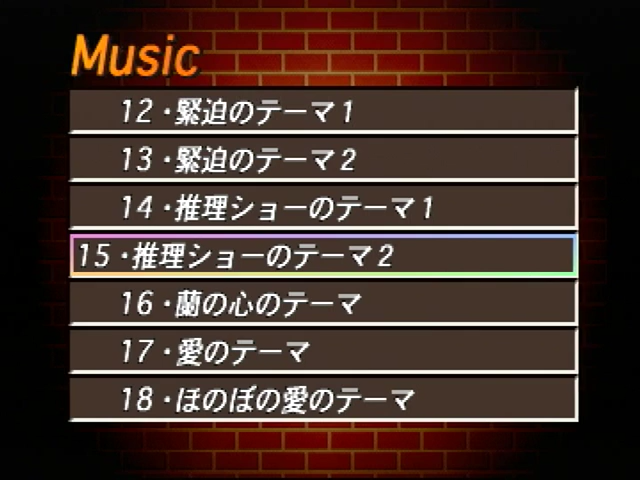 Music
12・緊迫のテーマ1
13・緊迫のテーマ2
14・推理ショーのテーマ1
15・推理ショーのテーマ2
16・蘭の心のテーマ
17・愛のテーマ
18・ほのぼの愛のテーマ